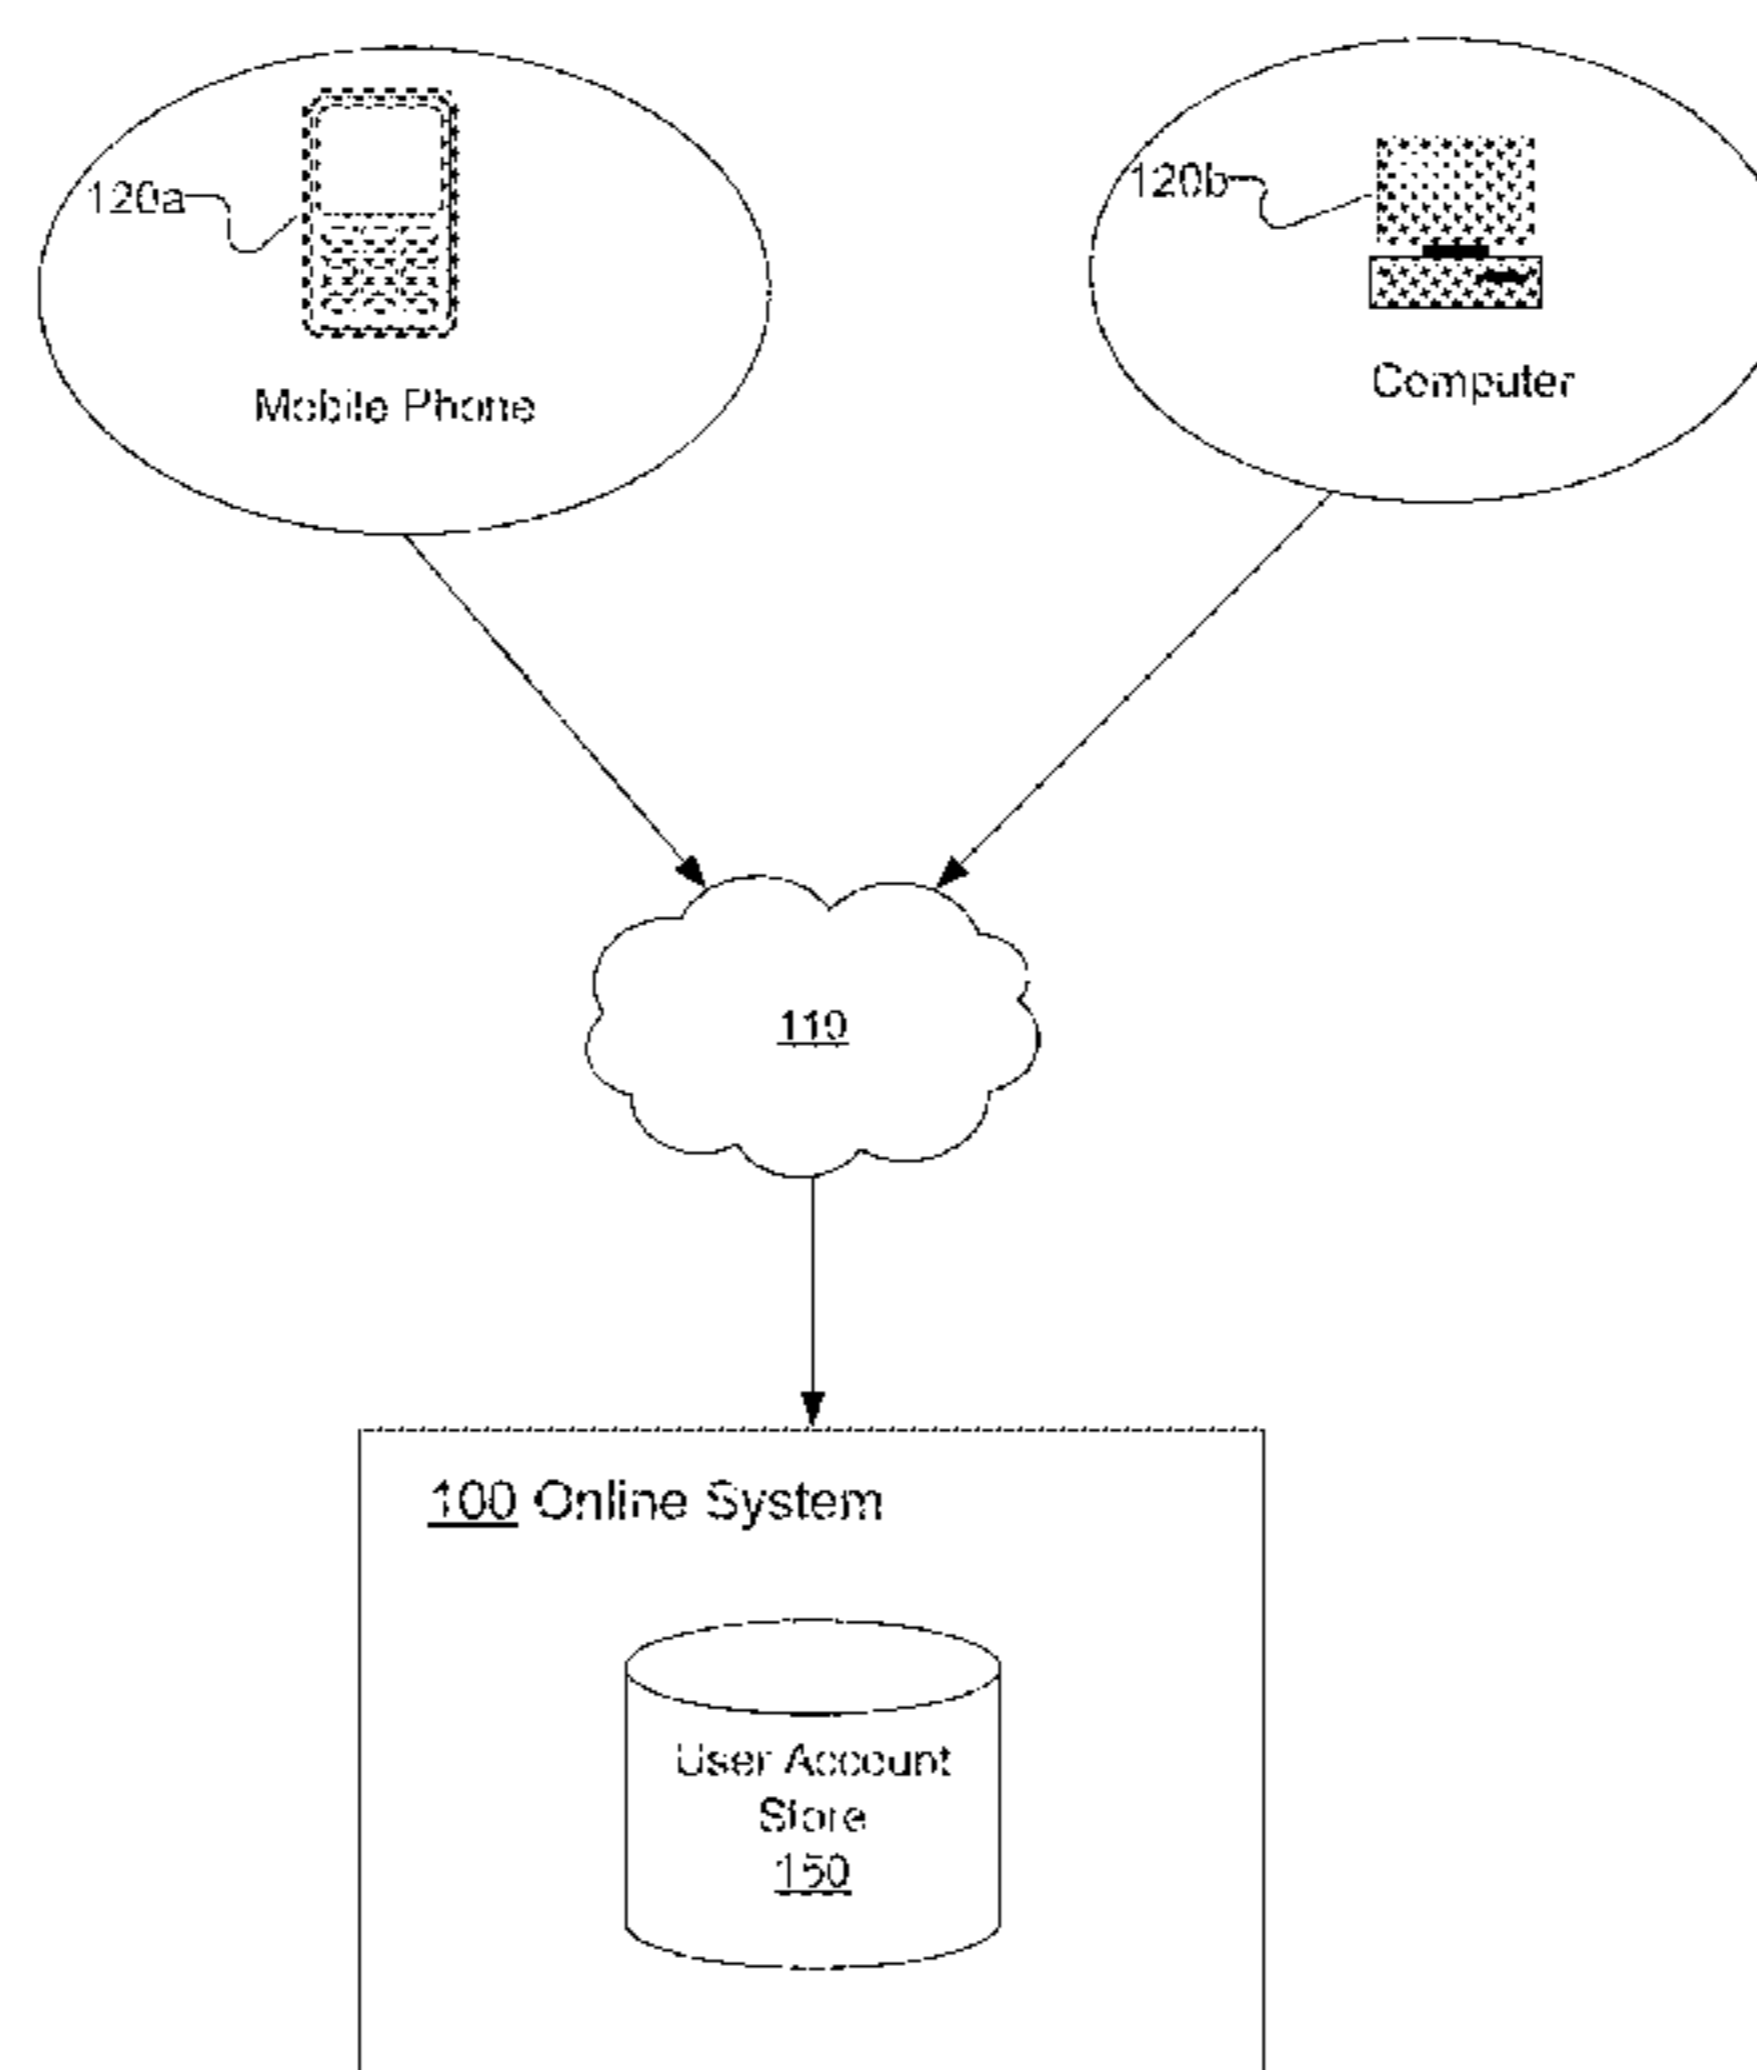 120a
120b
Mobile Phone
Computer
110
100 Online System
User Account
Store
150